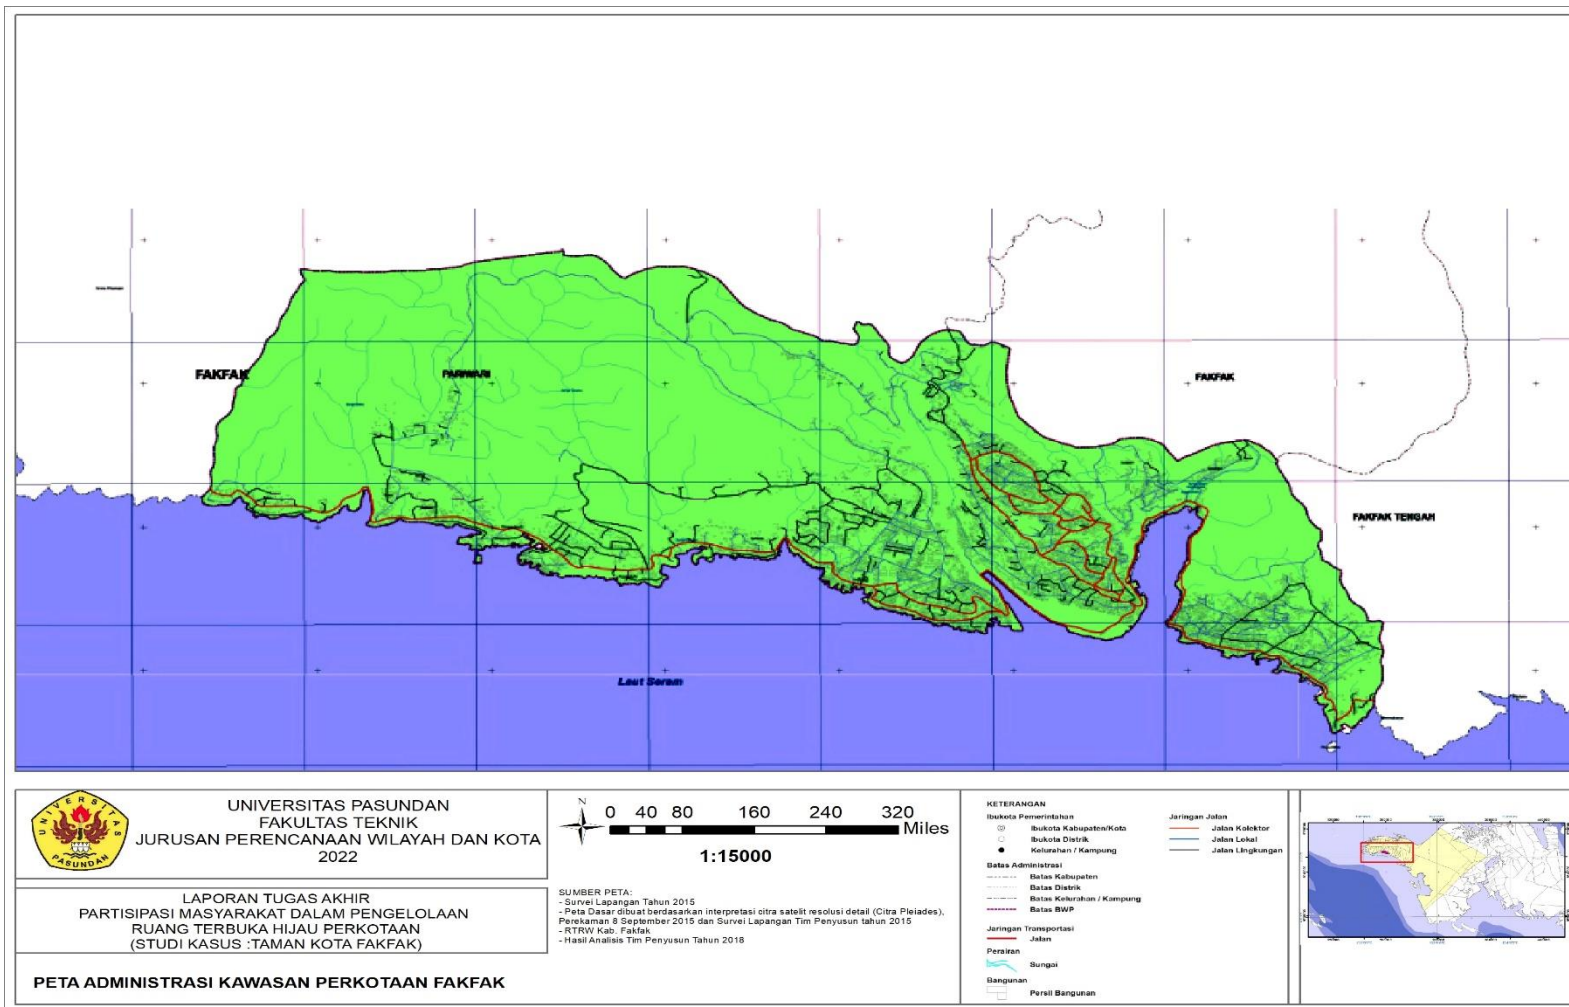 FAKFAK
PARIWARI
FAKFAK
FAKFAK TENGAH
Laut Seram
UNIVERSITAS
PASUNDAN
UNIVERSITAS PASUNDAN
FAKULTAS TEKNIK
JURUSAN PERENCANAAN WILAYAH DAN KOTA
2022
LAPORAN TUGAS AKHIR
PARTISIPASI MASYARAKAT DALAM PENGELOLAAN
RUANG TERBUKA HIJAU PERKOTAAN
(STUDI KASUS :TAMAN KOTA FAKFAK)
PETA ADMINISTRASI KAWASAN PERKOTAAN FAKFAK
N
0 40 80 160 240 320
Miles
1:15000
SUMBER PETA:
- Survei Lapangan Tahun 2015
- Peta Dasar dibuat berdasarkan interpretasi citra satelit resolusi detail (Citra Pleiades),
Perekaman 8 September 2015 dan Survei Lapangan Tim Penyusun tahun 2015
- RTRW Kab. Fakfak
- Hasil Analisis Tim Penyusun Tahun 2018
KETERANGAN
Ibukota Pemerintahan
Ibukota Kabupaten/Kota
Ibukota Distrik
Kelurahan / Kampung
Batas Administrasi
Batas Kabupaten
Batas Distrik
Batas Kelurahan / Kampung
Batas BWP
Jaringan Transportasi
Jalan
Perairan
Sungai
Bangunan
Persil Bangunan
Jaringan Jalan
Jalan Kolektor
Jalan Lokal
Jalan Lingkungan